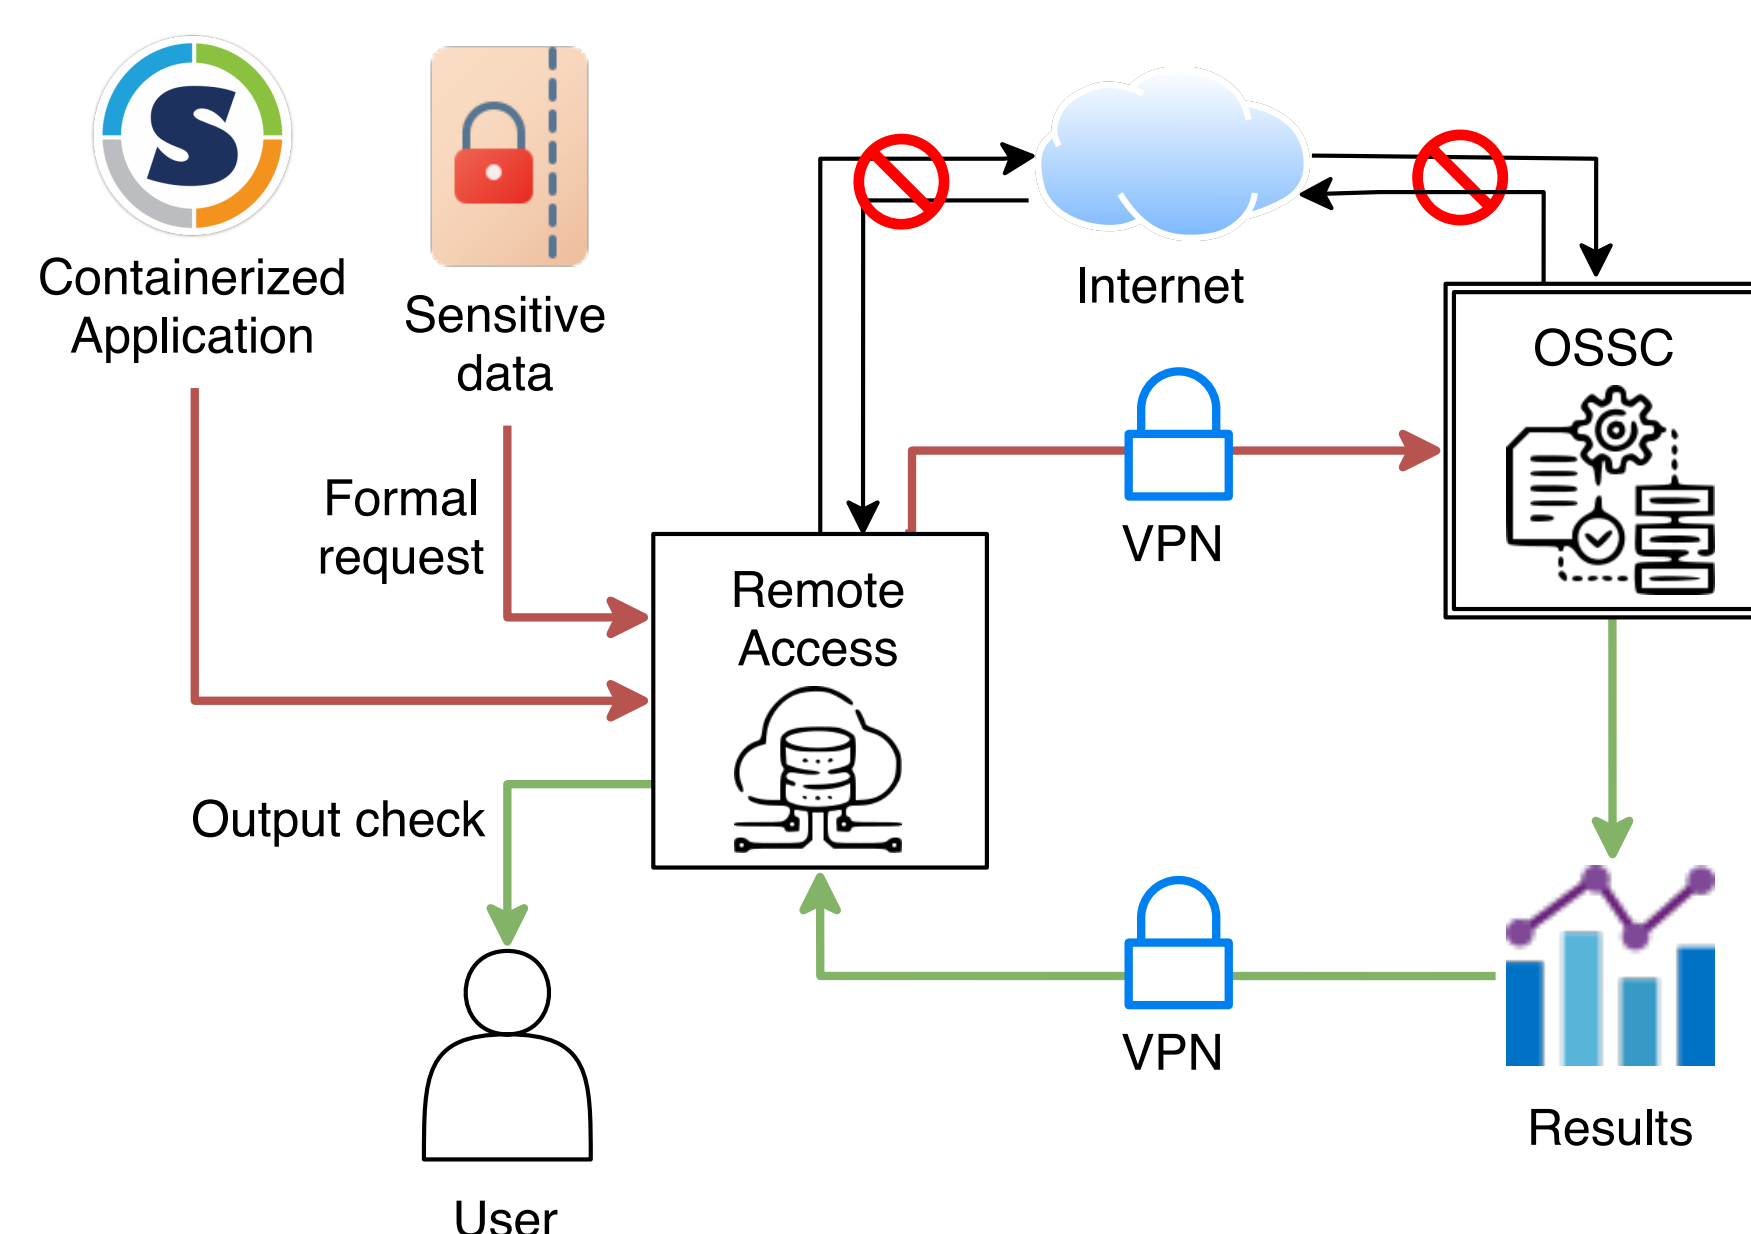 S
Containerized
Application
Sensitive
data
Internet
OSSC
Formal
request
VPN
Remote
Access
Output check
VPN
Results
User